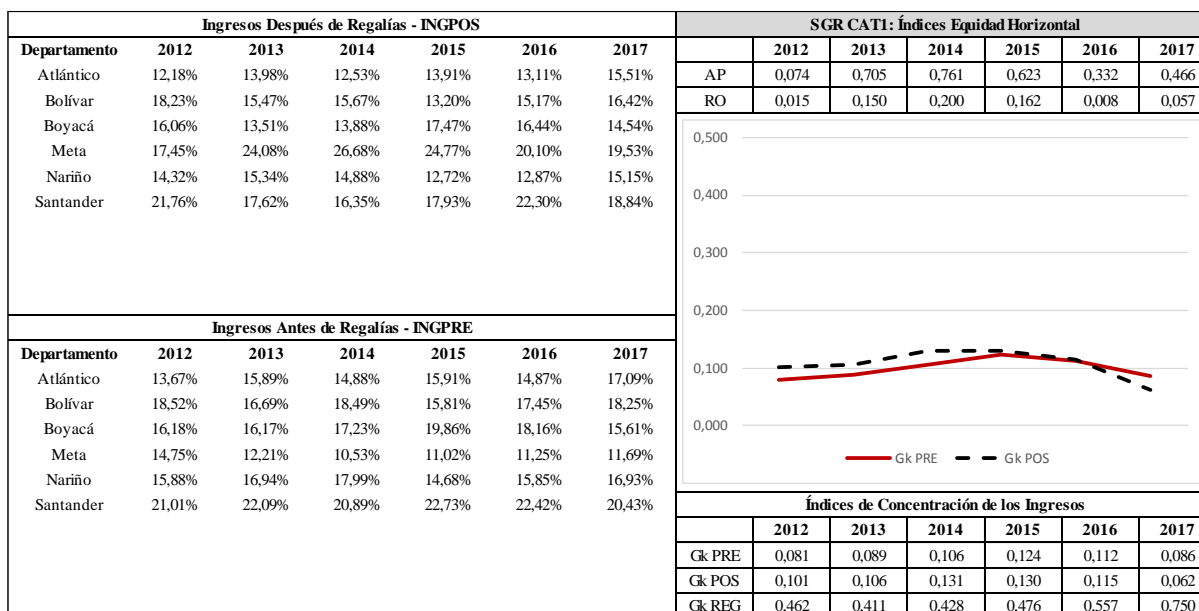 Ingresos Después de Regalías - INGPOS
Departamento 2012 2013 2014 2015 2016 2017
Atlántico 12,18% 13,98% 12,53% 13,91% 13,11% 15,51%
Bolívar 18,23% 15,47% 15,67% 13,20% 15,17% 16,42%
Boyacá 16,06% 13,51% 13,88% 17,47% 16,44% 14,54%
Meta 17,45% 24,08% 26,68% 24,77% 20,10% 19,53%
Nariño 14,32% 15,34% 14,88% 12,72% 12,87% 15,15%
Santander 21,76% 17,62% 16,35% 17,93% 22,30% 18,84%
Ingresos Antes de Regalías - INGPRE
Departamento 2012 2013 2014 2015 2016 2017
Atlántico 13,67% 15,89% 14,88% 15,91% 14,87% 17,09%
Bolívar 18,52% 16,69% 18,49% 15,81% 17,45% 18,25%
Boyacá 16,18% 16,17% 17,23% 19,86% 18,16% 15,61%
Meta 14,75% 12,21% 10,53% 11,02% 11,25% 11,69%
Nariño 15,88% 16,94% 17,99% 14,68% 15,85% 16,93%
Santander 21,01% 22,09% 20,89% 22,73% 22,42% 20,43%
SGR CAT1: Índices Equidad Horizontal
2012 2013 2014 2015 2016 2017
AP 0,074 0,705 0,761 0,623 0,332 0,466
RO 0,015 0,150 0,200 0,162 0,008 0,057
0,500
0,400
0,300
0,200
0,100
0,000
Gk PRE Gk POS
Índices de Concentración de los Ingresos
2012 2013 2014 2015 2016 2017
Gk PRE 0,081 0,089 0,106 0,124 0,112 0,086
Gk POS 0,101 0,106 0,131 0,130 0,115 0,062
Gk REG 0,462 0,411 0,428 0,476 0,557 0,750